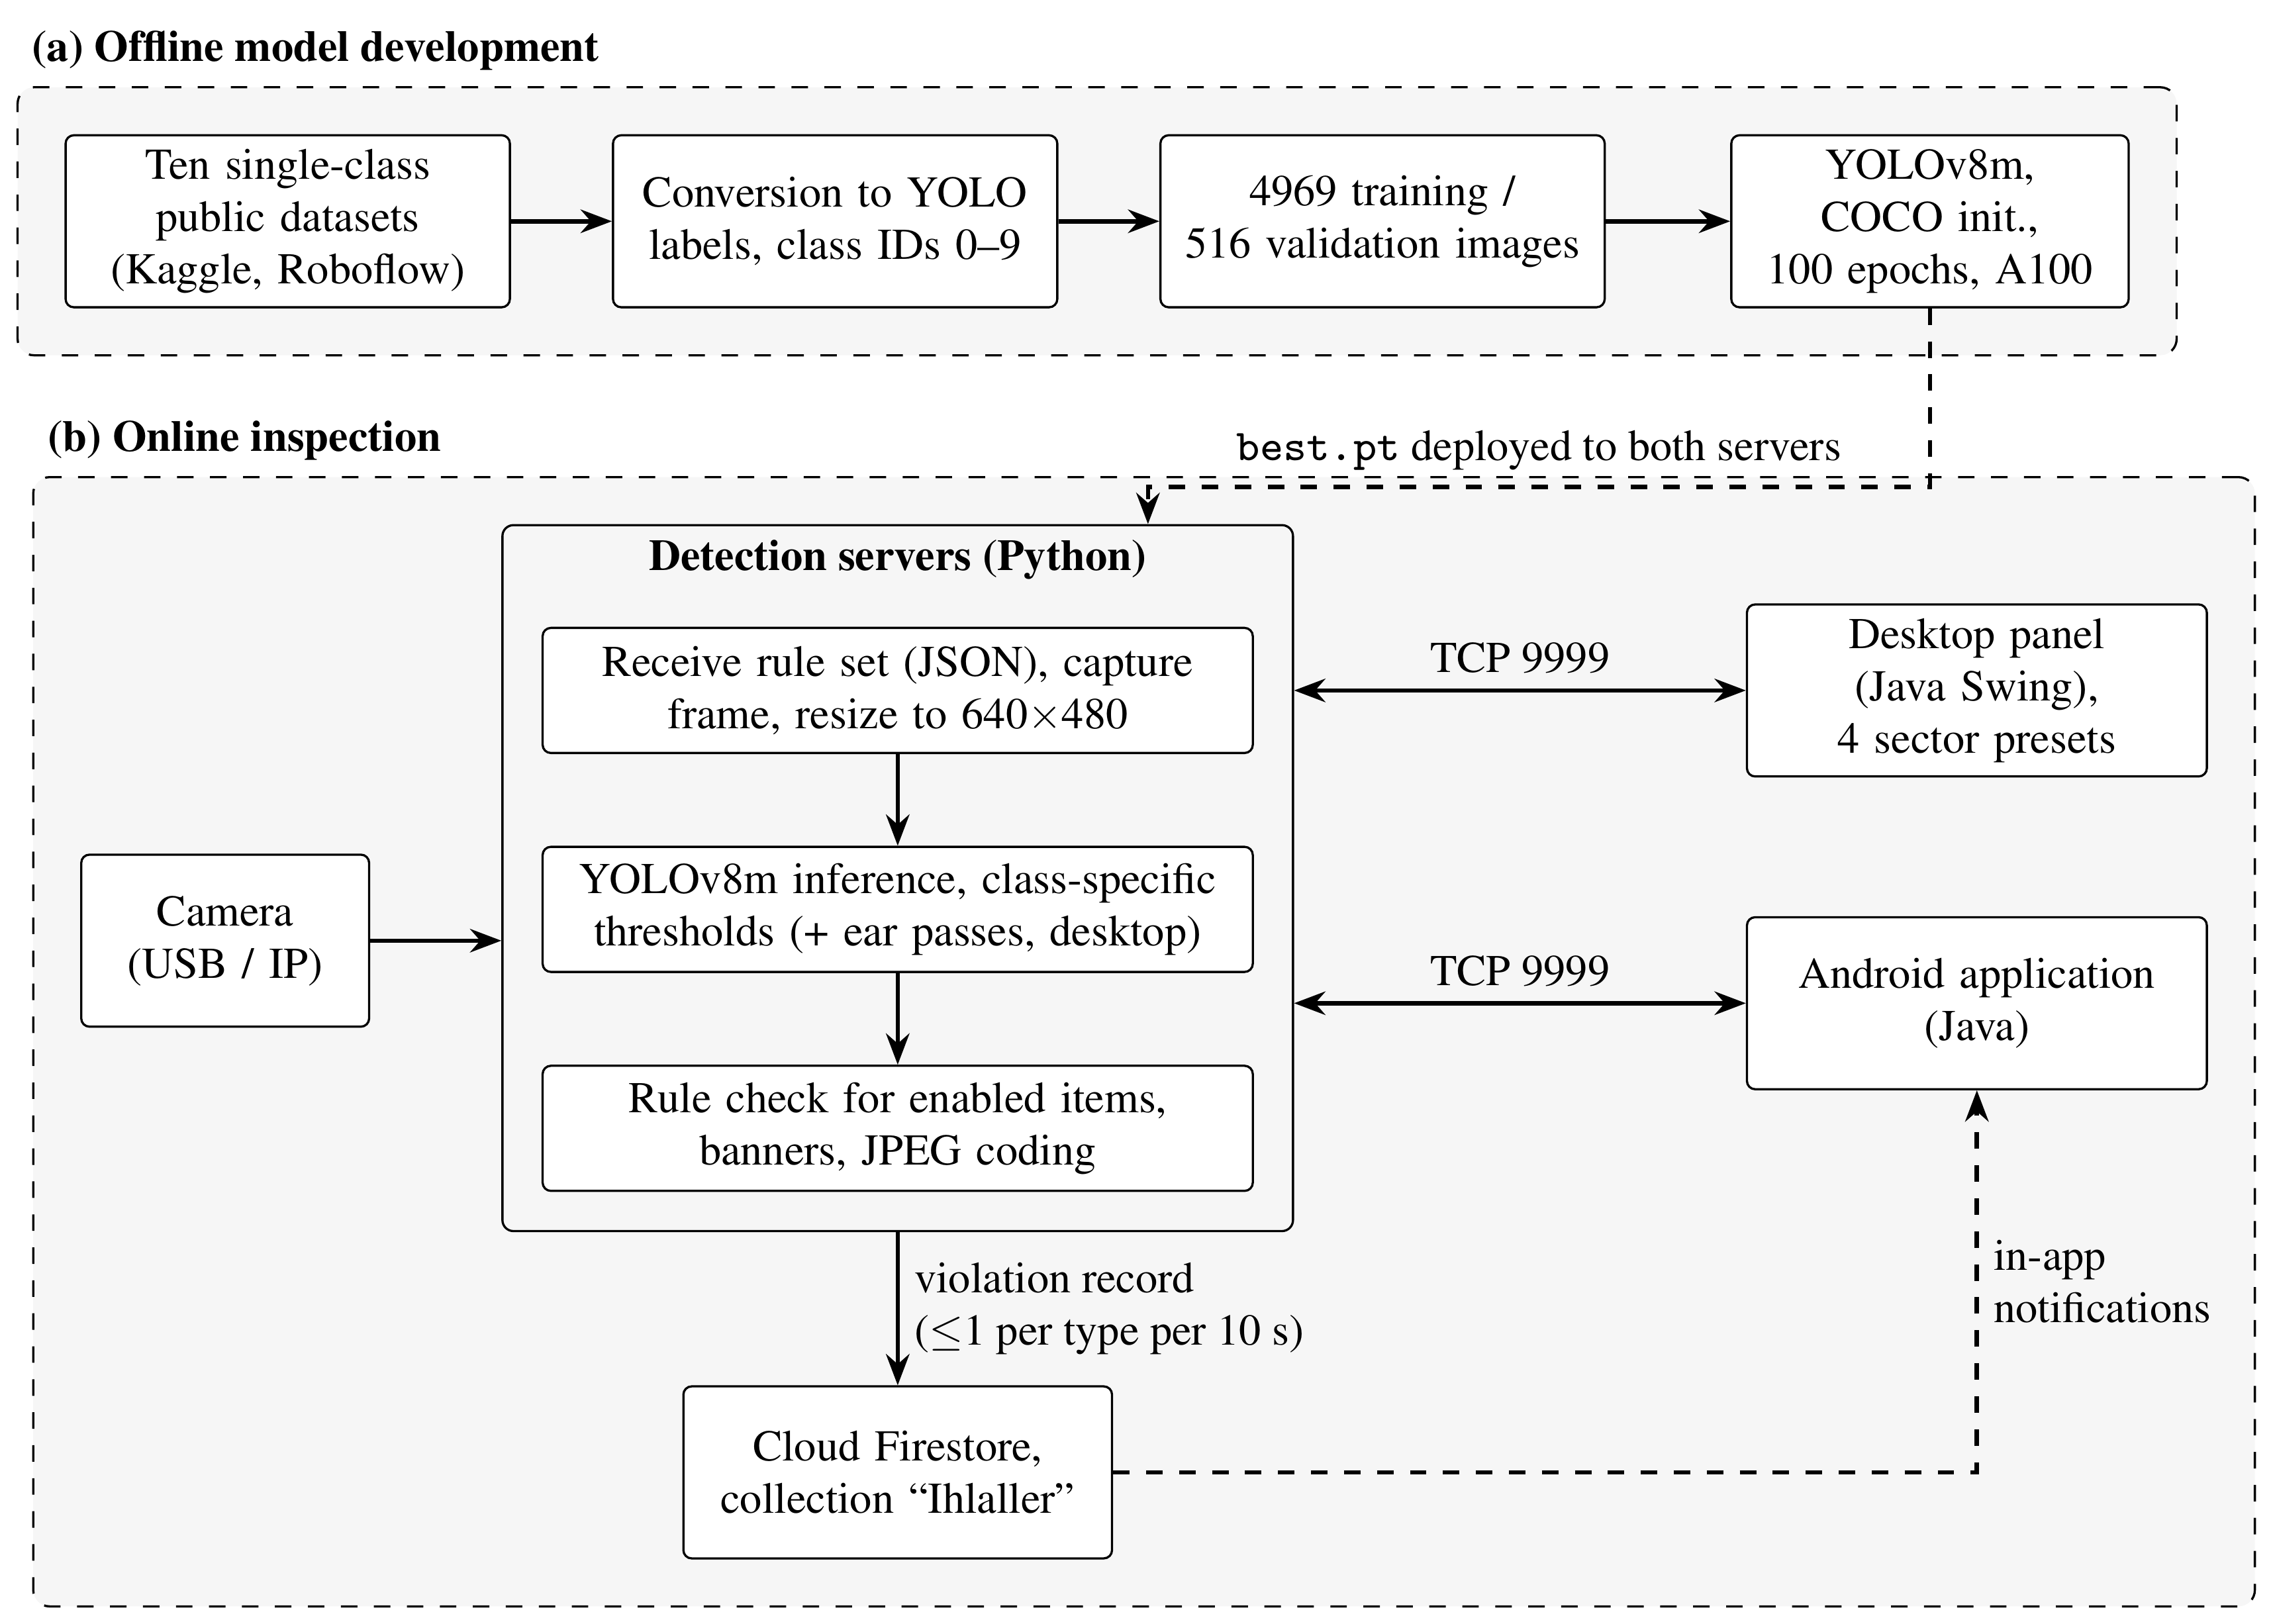 (a) Offline model development
Ten single-class
public datasets
(Kaggle, Roboflow)
Conversion to YOLO
labels, class IDs 0–9
4969 training /
516 validation images
YOLOv8m,
COCO init.,
100 epochs, A100
(b) Online inspection
best.pt deployed to both servers
Detection servers (Python)
Receive rule set (JSON), capture
frame, resize to 640×480
YOLOv8m inference, class-specific
thresholds (+ ear passes, desktop)
Rule check for enabled items,
banners, JPEG coding
Camera
(USB / IP)
TCP 9999
Desktop panel
(Java Swing),
4 sector presets
TCP 9999
Android application
(Java)
violation record
(≤1 per type per 10 s)
in-app
notifications
Cloud Firestore,
collection “Ihlaller”